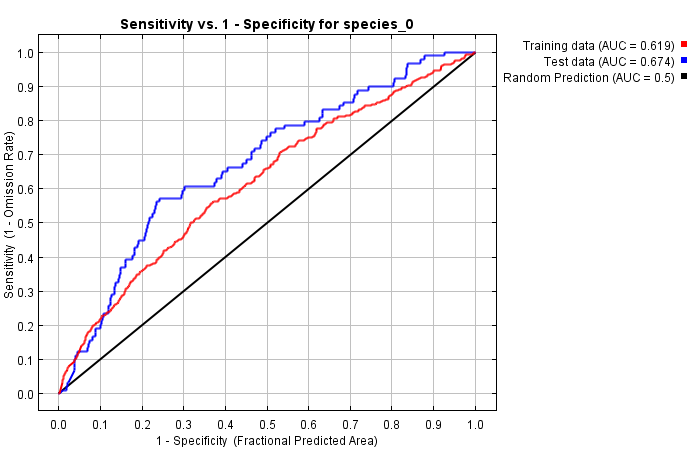 Sensitivity vs. 1 - Specificity for species_0
Training data (AUC = 0.619)
Test data (AUC = 0.674)
Random Prediction (AUC = 0.5)
Sensitivity (1 - Omission Rate)
1.0
0.9
0.8
0.7
0.6
0.5
0.4
0.3
0.2
0.1
0.0
0.0 0.1 0.2 0.3 0.4 0.5 0.6 0.7 0.8 0.9 1.0
1 - Specificity (Fractional Predicted Area)